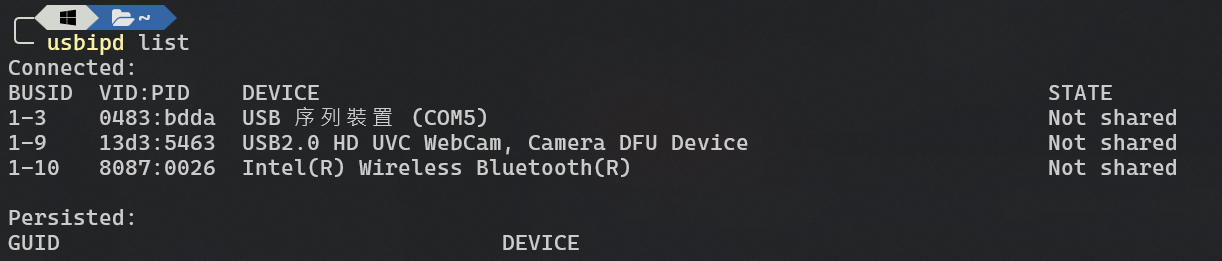 ~
usbipd list
Connected:
BUSID  VID:PID    DEVICE                                                        STATE
1-3    0483:bdda  USB 序列裝置 (COM5)                                           Not shared
1-9    13d3:5463  USB2.0 HD UVC WebCam, Camera DFU Device                       Not shared
1-10   8087:0026  Intel(R) Wireless Bluetooth(R)                                Not shared
Persisted:
GUID                                  DEVICE